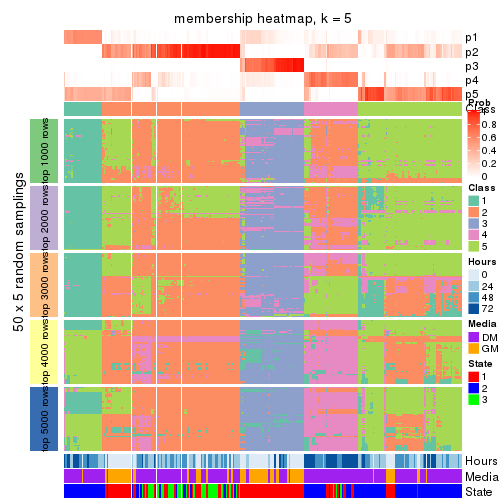 membership heatmap, k = 5
p1
p2
p3
p4
p5
Class
Prob
1
0.8
0.6
0.4
0.2
0
Class
1
2
3
4
5
Hours
0
24
48
72
Media
DM
GM
State
1
2
3
50 x 5 random samplings
top 1000 rows
top 2000 rows
top 3000 rows
top 4000 rows
top 5000 rows
Hours
Media
State